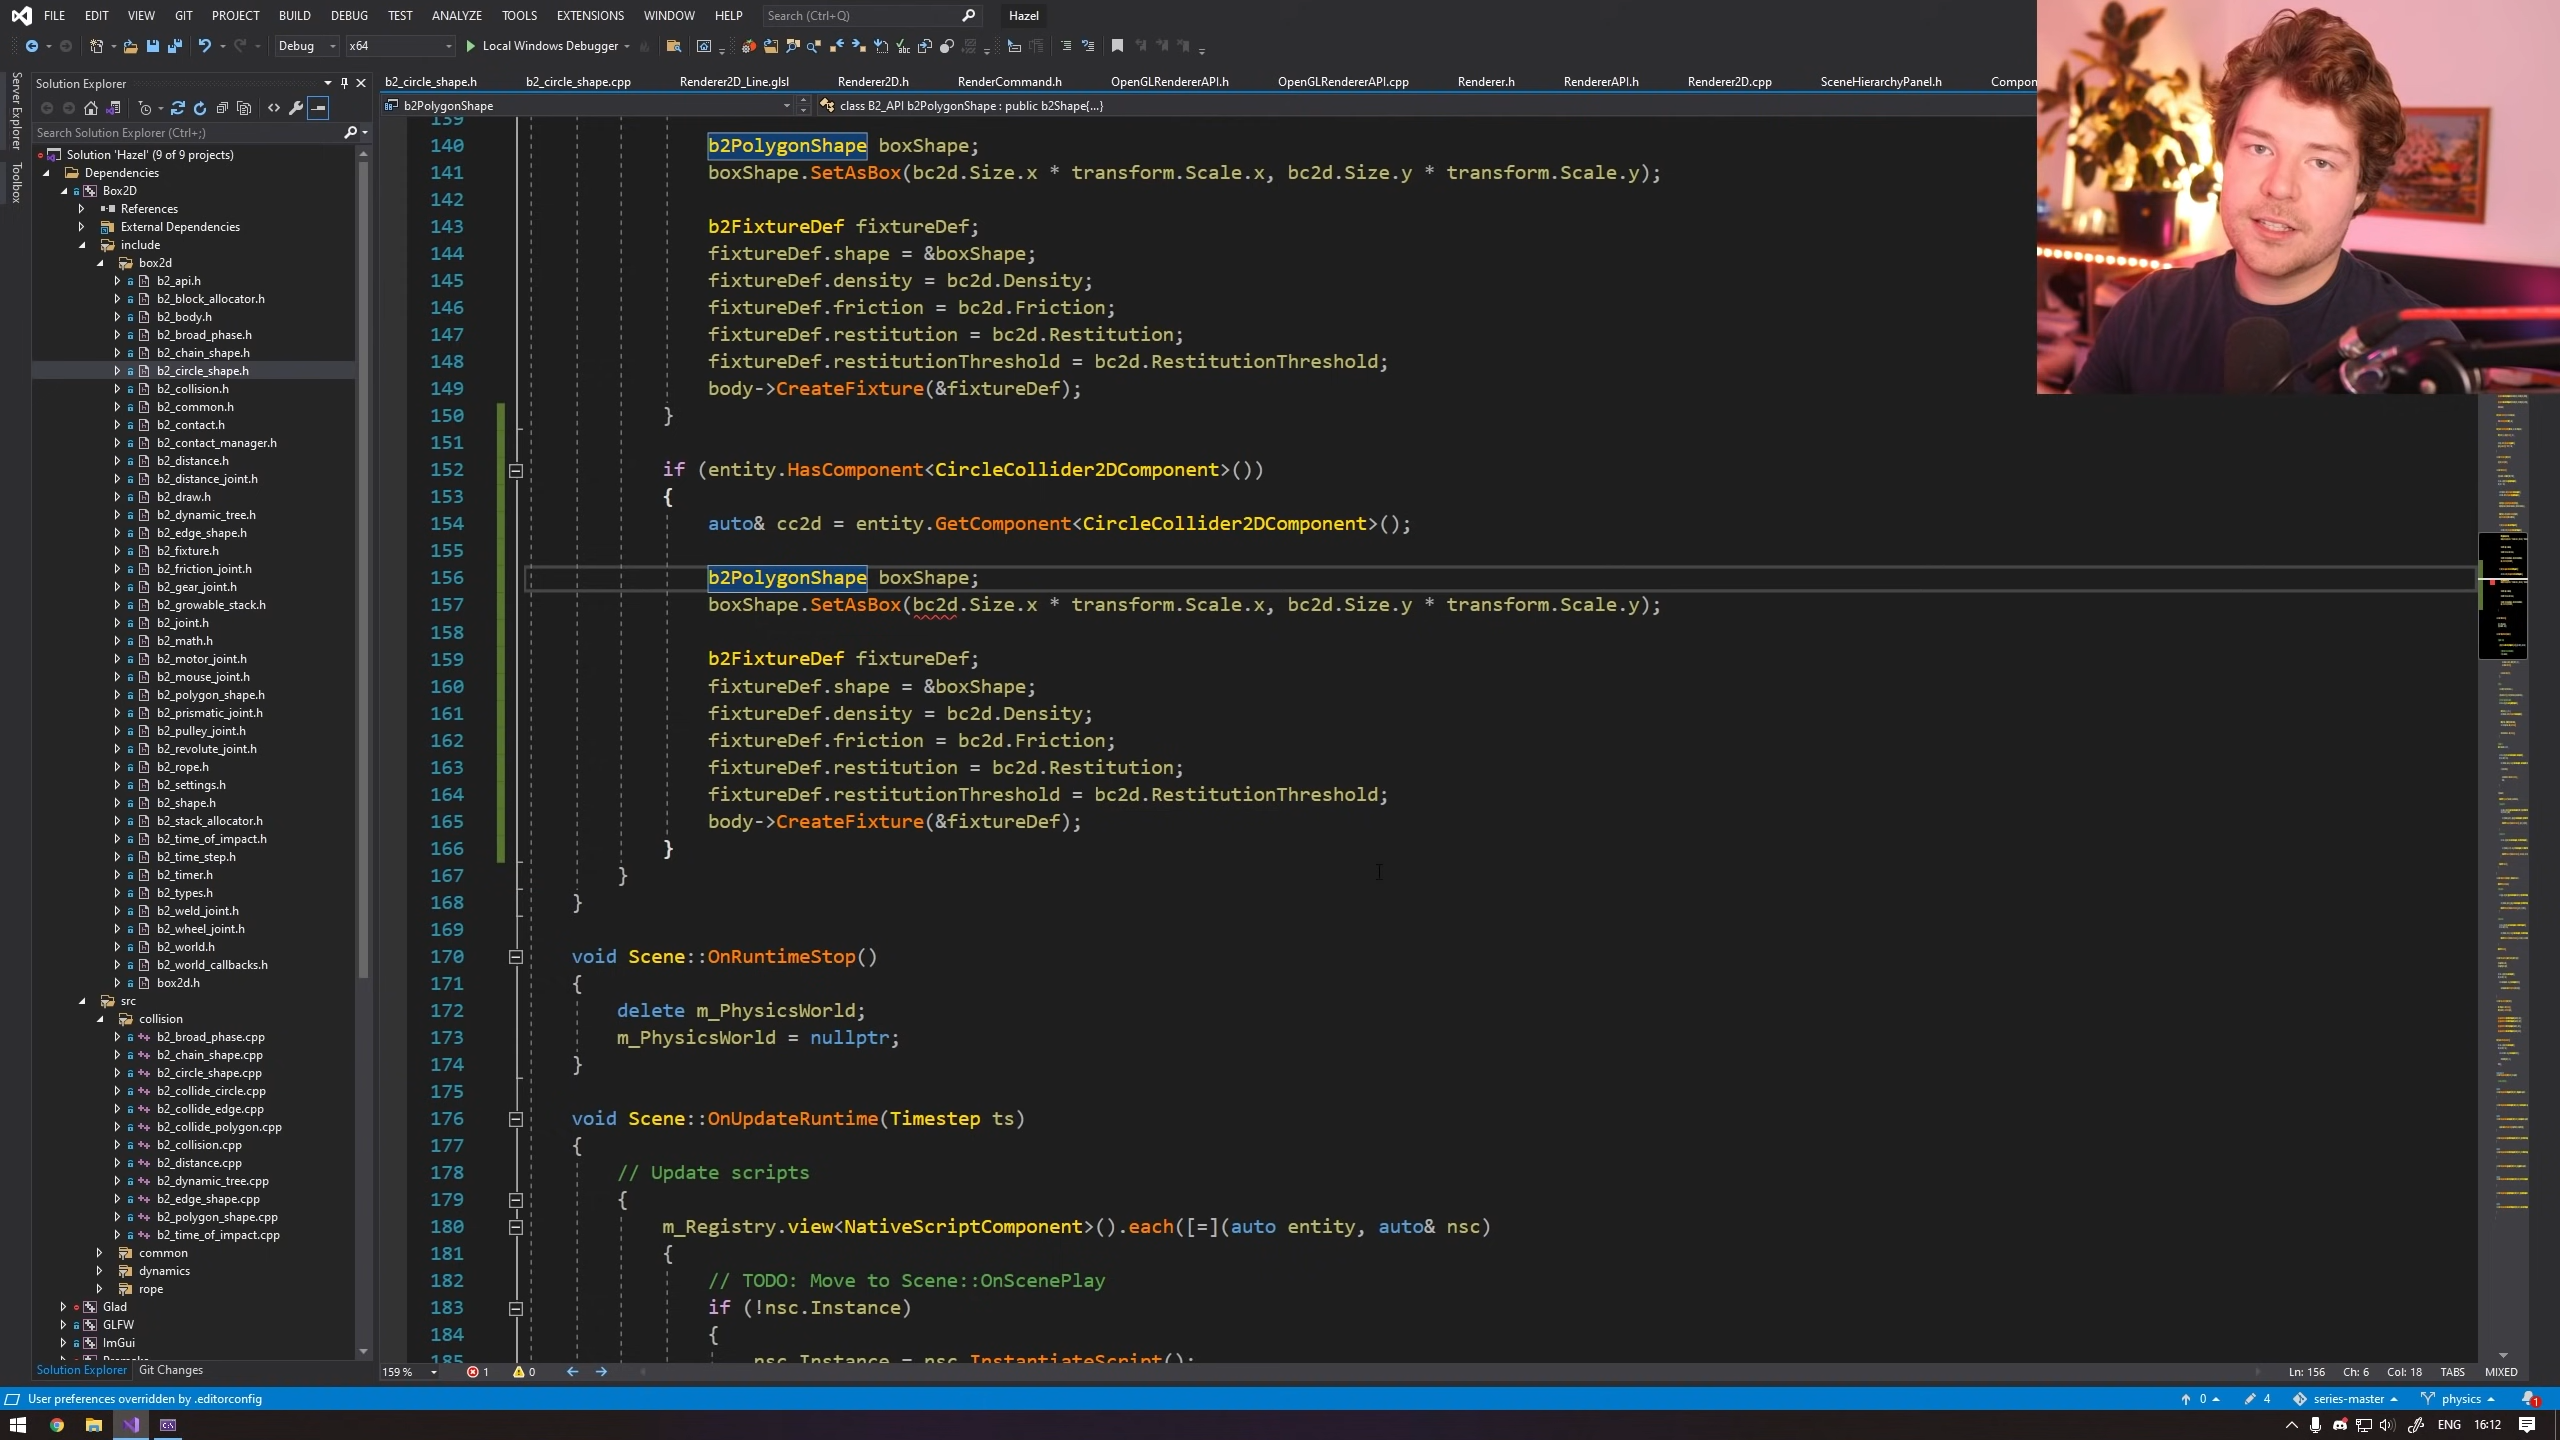 FILE EDIT VIEW GIT PROJECT BUILD DEBUG TEST ANALYZE TOOLS EXTENSIONS WINDOW HELP Search (Ctrl+Q) Hazel
Debug x64 Local Windows Debugger
Server Explorer
Toolbox
Solution Explorer
Search Solution Explorer (Ctrl+;)
Solution 'Hazel' (9 of 9 projects)
Dependencies
Box2D
References
External Dependencies
include
box2d
b2_api.h
b2_block_allocator.h
b2_body.h
b2_broad_phase.h
b2_chain_shape.h
b2_circle_shape.h
b2_collision.h
b2_common.h
b2_contact.h
b2_contact_manager.h
b2_distance.h
b2_distance_joint.h
b2_draw.h
b2_dynamic_tree.h
b2_edge_shape.h
b2_fixture.h
b2_friction_joint.h
b2_gear_joint.h
b2_growable_stack.h
b2_joint.h
b2_math.h
b2_motor_joint.h
b2_mouse_joint.h
b2_polygon_shape.h
b2_prismatic_joint.h
b2_pulley_joint.h
b2_revolute_joint.h
b2_rope.h
b2_settings.h
b2_shape.h
b2_stack_allocator.h
b2_time_of_impact.h
b2_time_step.h
b2_timer.h
b2_types.h
b2_weld_joint.h
b2_wheel_joint.h
b2_world.h
b2_world_callbacks.h
box2d.h
src
collision
b2_broad_phase.cpp
b2_chain_shape.cpp
b2_circle_shape.cpp
b2_collide_circle.cpp
b2_collide_edge.cpp
b2_collide_polygon.cpp
b2_collision.cpp
b2_distance.cpp
b2_dynamic_tree.cpp
b2_edge_shape.cpp
b2_polygon_shape.cpp
b2_time_of_impact.cpp
common
dynamics
rope
Glad
GLFW
ImGui
Solution Explorer Git Changes
b2_circle_shape.h b2_circle_shape.cpp Renderer2D_Line.glsl Renderer2D.h RenderCommand.h OpenGLRendererAPI.h OpenGLRendererAPI.cpp Renderer.h RendererAPI.h Renderer2D.cpp SceneHierarchyPanel.h Compon
b2PolygonShape class B2_API b2PolygonShape : public b2Shape{...}
139
140 b2PolygonShape boxShape;
141 boxShape.SetAsBox(bc2d.Size.x * transform.Scale.x, bc2d.Size.y * transform.Scale.y);
142
143 b2FixtureDef fixtureDef;
144 fixtureDef.shape = &boxShape;
145 fixtureDef.density = bc2d.Density;
146 fixtureDef.friction = bc2d.Friction;
147 fixtureDef.restitution = bc2d.Restitution;
148 fixtureDef.restitutionThreshold = bc2d.RestitutionThreshold;
149 body->CreateFixture(&fixtureDef);
150 }
151
152 if (entity.HasComponent<CircleCollider2DComponent>())
153 {
154 auto& cc2d = entity.GetComponent<CircleCollider2DComponent>();
155
156 b2PolygonShape boxShape;
157 boxShape.SetAsBox(bc2d.Size.x * transform.Scale.x, bc2d.Size.y * transform.Scale.y);
158
159 b2FixtureDef fixtureDef;
160 fixtureDef.shape = &boxShape;
161 fixtureDef.density = bc2d.Density;
162 fixtureDef.friction = bc2d.Friction;
163 fixtureDef.restitution = bc2d.Restitution;
164 fixtureDef.restitutionThreshold = bc2d.RestitutionThreshold;
165 body->CreateFixture(&fixtureDef);
166 }
167 }
168 }
169
170 void Scene::OnRuntimeStop()
171 {
172 delete m_PhysicsWorld;
173 m_PhysicsWorld = nullptr;
174 }
175
176 void Scene::OnUpdateRuntime(Timestep ts)
177 {
178 // Update scripts
179 {
180 m_Registry.view<NativeScriptComponent>().each([=](auto entity, auto& nsc)
181 {
182 // TODO: Move to Scene::OnScenePlay
183 if (!nsc.Instance)
184 {
185 nsc.Instance = nsc.InstantiateScript();
159 % 1 0 Ln: 156 Ch: 6 Col: 18 TABS MIXED
User preferences overridden by .editorconfig 0 4 series-master physics 1
ENG 16:12